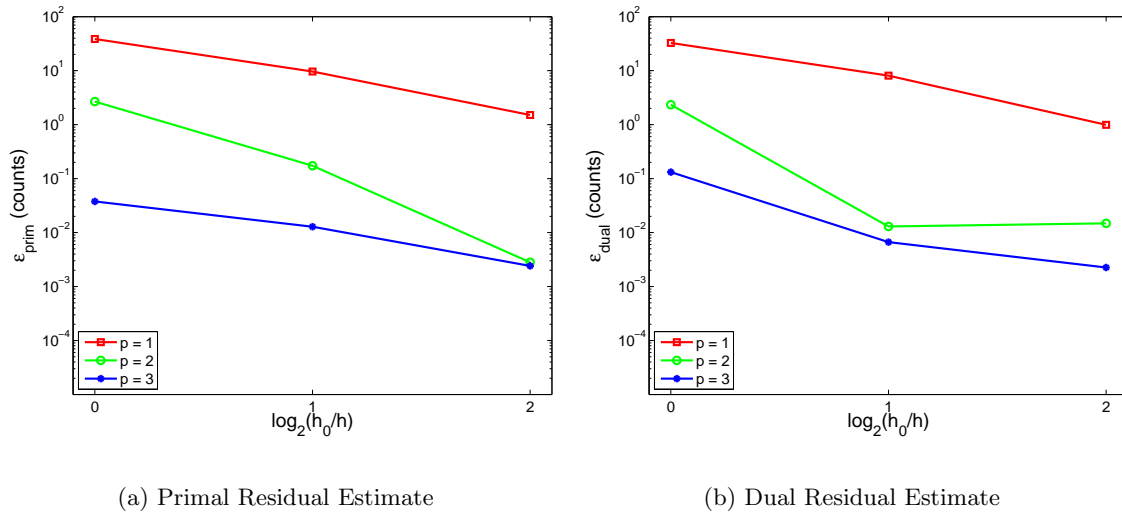 10^2
10^1
10^0
10^-1
10^-2
10^-3
10^-4
ε_prim (counts)
p = 1
p = 2
p = 3
0 1 2
log_2(h_0/h)
(a) Primal Residual Estimate
10^2
10^1
10^0
10^-1
10^-2
10^-3
10^-4
ε_dual (counts)
p = 1
p = 2
p = 3
0 1 2
log_2(h_0/h)
(b) Dual Residual Estimate